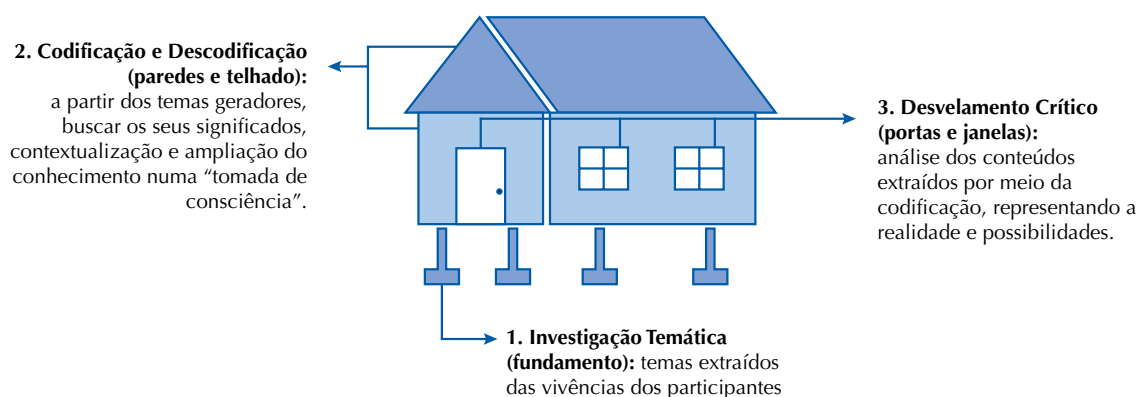 2. Codificação e Descodificação
(paredes e telhado):
a partir dos temas geradores,
buscar os seus significados,
contextualização e ampliação do
conhecimento numa “tomada de
consciência”.
3. Desvelamento Crítico
(portas e janelas):
análise dos conteúdos
extraídos por meio da
codificação, representando a
realidade e possibilidades.
1. Investigação Temática
(fundamento): temas extraídos
das vivências dos participantes